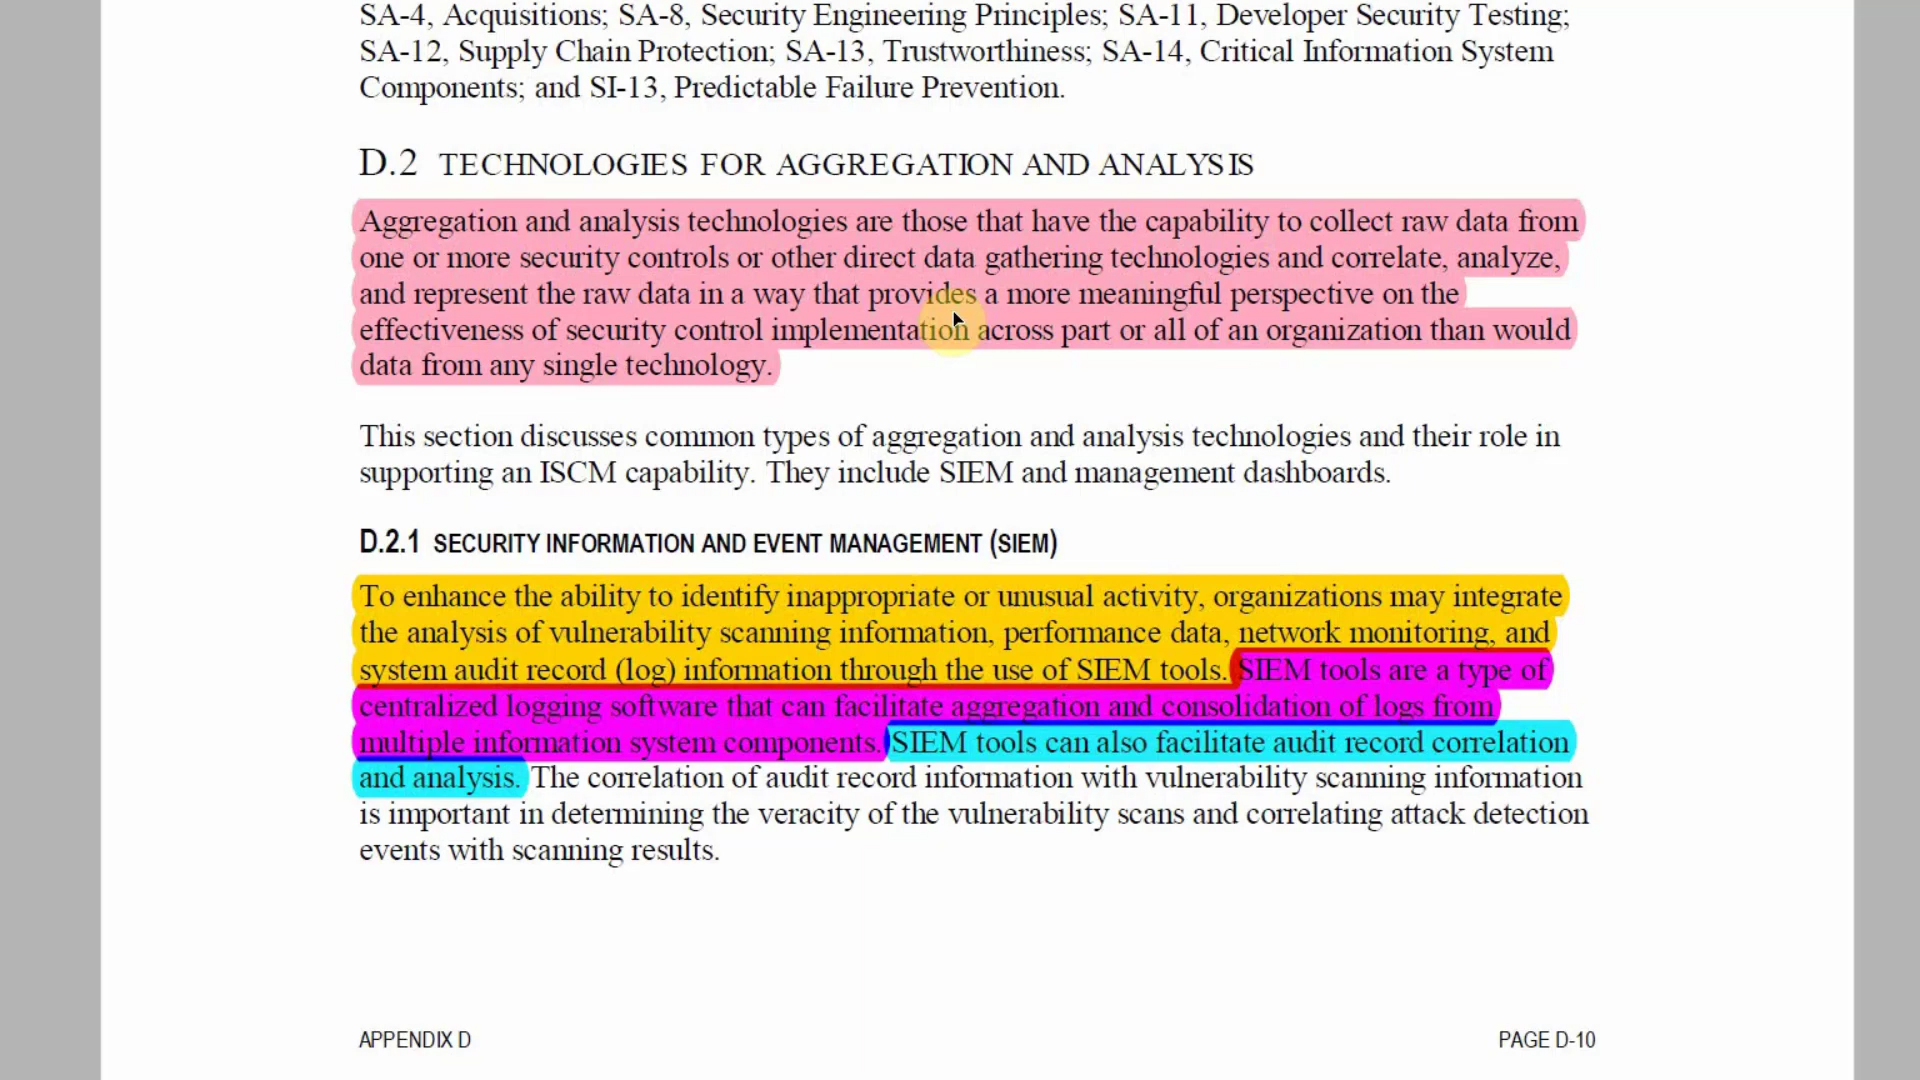 SA-4, Acquisitions; SA-8, Security Engineering Principles; SA-11, Developer Security Testing;
SA-12, Supply Chain Protection; SA-13, Trustworthiness; SA-14, Critical Information System
Components; and SI-13, Predictable Failure Prevention.
D.2 TECHNOLOGIES FOR AGGREGATION AND ANALYSIS
Aggregation and analysis technologies are those that have the capability to collect raw data from
one or more security controls or other direct data gathering technologies and correlate, analyze,
and represent the raw data in a way that provides a more meaningful perspective on the
effectiveness of security control implementation across part or all of an organization than would
data from any single technology.
This section discusses common types of aggregation and analysis technologies and their role in
supporting an ISCM capability. They include SIEM and management dashboards.
D.2.1 SECURITY INFORMATION AND EVENT MANAGEMENT (SIEM)
To enhance the ability to identify inappropriate or unusual activity, organizations may integrate
the analysis of vulnerability scanning information, performance data, network monitoring, and
system audit record (log) information through the use of SIEM tools. SIEM tools are a type of
centralized logging software that can facilitate aggregation and consolidation of logs from
multiple information system components. SIEM tools can also facilitate audit record correlation
and analysis. The correlation of audit record information with vulnerability scanning information
is important in determining the veracity of the vulnerability scans and correlating attack detection
events with scanning results.
APPENDIX D PAGE D-10